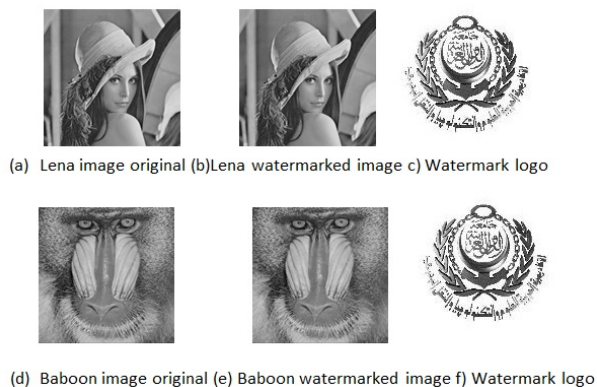 (a) Lena image original (b)Lena watermarked image c) Watermark logo
(d) Baboon image original (e) Baboon watermarked image f) Watermark logo